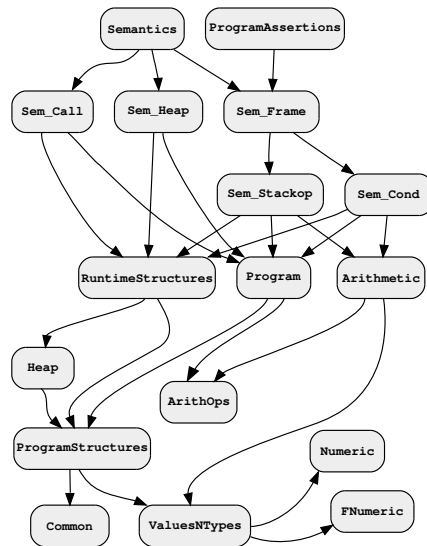 Semantics
ProgramAssertions
Sem_Call
Sem_Heap
Sem_Frame
Sem_Stackop
Sem_Cond
RuntimeStructures
Program
Arithmetic
Heap
ArithOps
ProgramStructures
Numeric
Common
ValuesNTypes
FNumeric